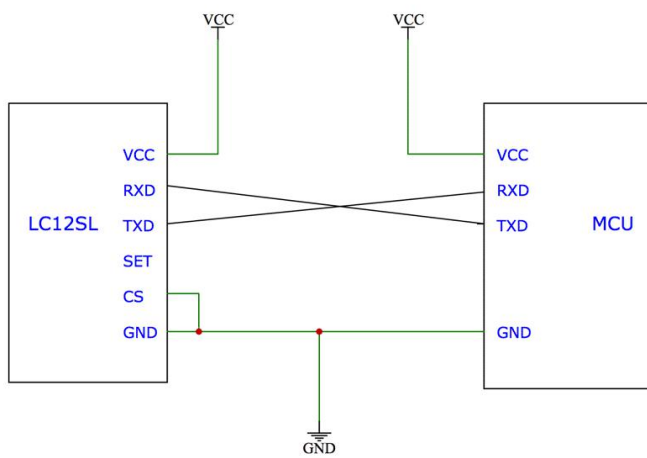 VCC
VCC
VCC
RXD
TXD
SET
CS
GND
LC12SL
VCC
RXD
TXD
GND
MCU
GND